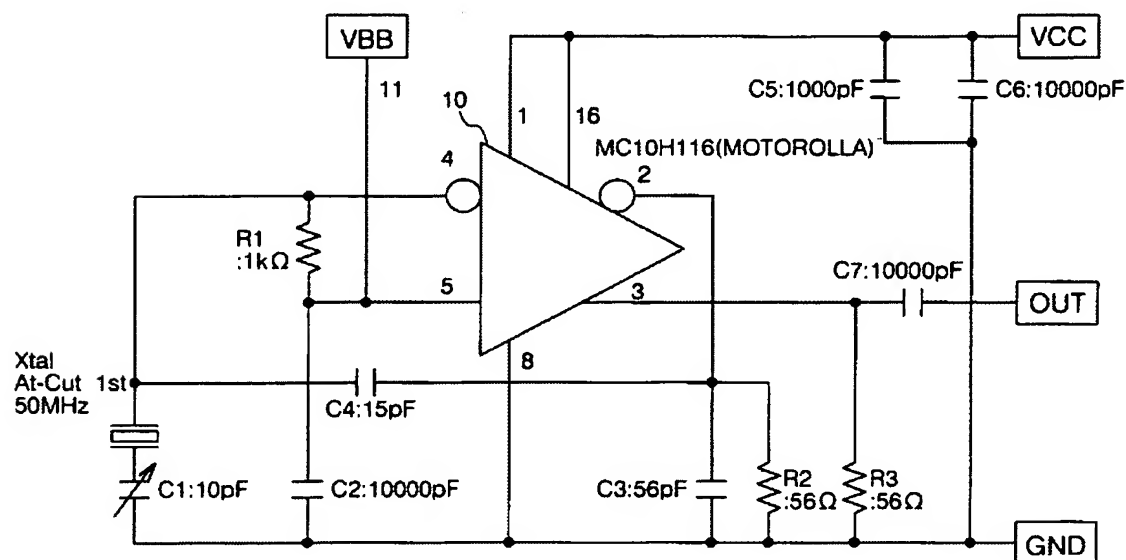 VBB
VCC
11
10
1
16
C5:1000pF
C6:10000pF
MC10H116(MOTOROLLA)
4
2
R1
:1kΩ
5
3
C7:10000pF
OUT
8
Xtal
At-Cut 1st
50MHz
C4:15pF
C1:10pF
C2:10000pF
C3:56pF
R2
:56Ω
R3
:56Ω
GND